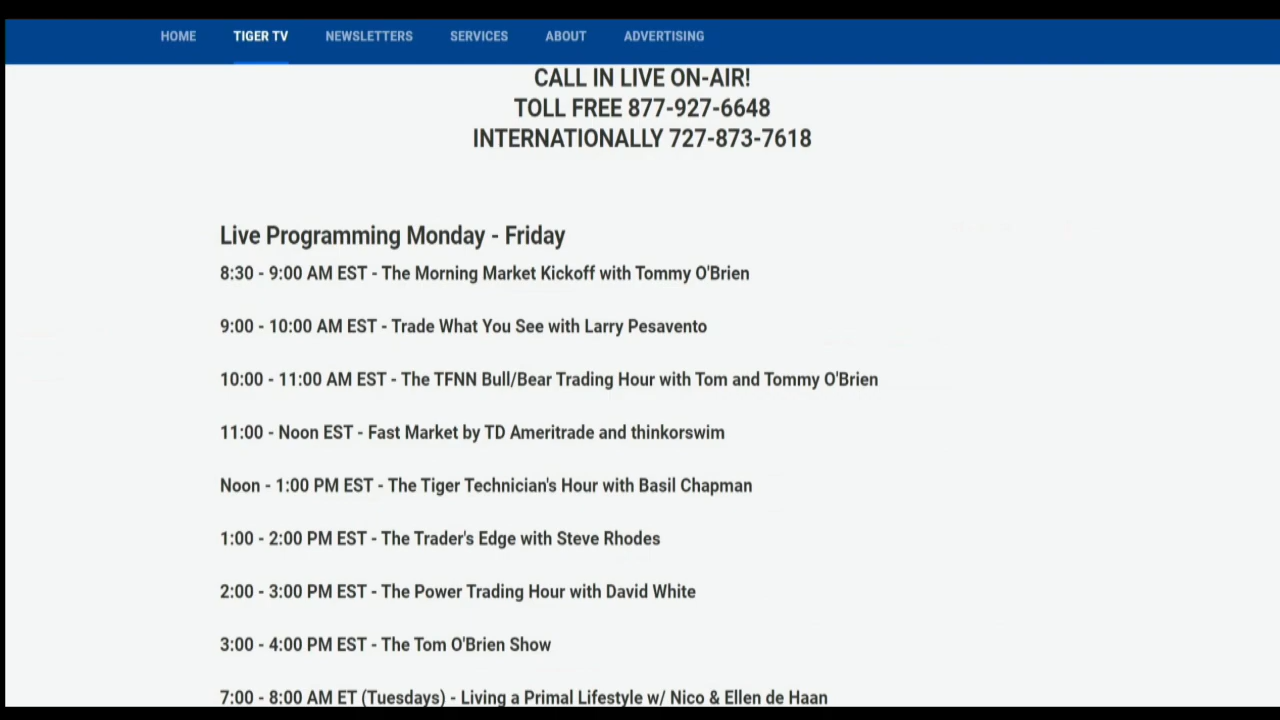 HOME TIGER TV NEWSLETTERS SERVICES ABOUT ADVERTISING
CALL IN LIVE ON-AIR!
TOLL FREE 877-927-6648
INTERNATIONALLY 727-873-7618
Live Programming Monday - Friday
8:30 - 9:00 AM EST - The Morning Market Kickoff with Tommy O'Brien
9:00 - 10:00 AM EST - Trade What You See with Larry Pesavento
10:00 - 11:00 AM EST - The TFNN Bull/Bear Trading Hour with Tom and Tommy O'Brien
11:00 - Noon EST - Fast Market by TD Ameritrade and thinkorswim
Noon - 1:00 PM EST - The Tiger Technician's Hour with Basil Chapman
1:00 - 2:00 PM EST - The Trader's Edge with Steve Rhodes
2:00 - 3:00 PM EST - The Power Trading Hour with David White
3:00 - 4:00 PM EST - The Tom O'Brien Show
7:00 - 8:00 AM ET (Tuesdays) - Living a Primal Lifestyle w/ Nico & Ellen de Haan